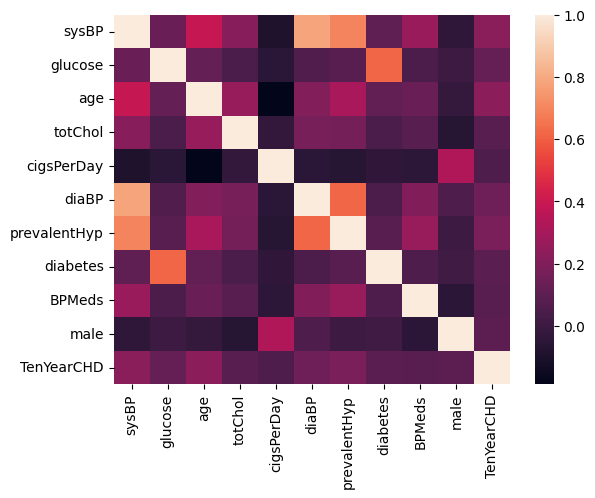 sysBP
glucose
age
totChol
cigsPerDay
diaBP
prevalentHyp
diabetes
BPMeds
male
TenYearCHD
sysBP
glucose
age
totChol
cigsPerDay
diaBP
prevalentHyp
diabetes
BPMeds
male
TenYearCHD
1.0
0.8
0.6
0.4
0.2
0.0